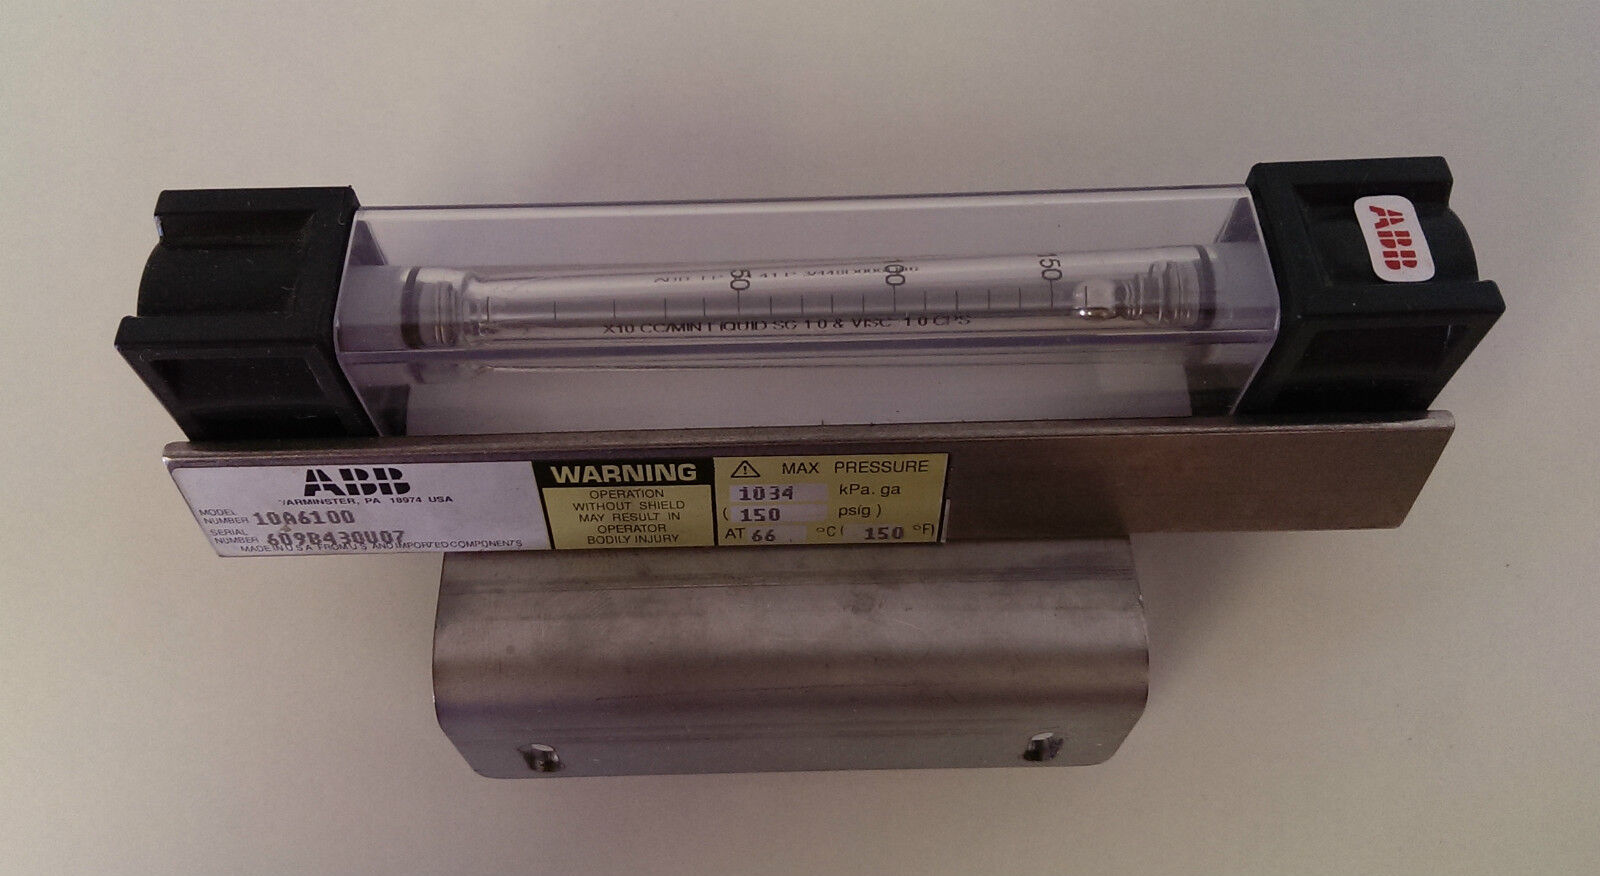 ABB
50
100
150
X10 CC/MIN LIQUID SG 1.0 & VISC 1.0 CPS
ABB
WARMINSTER, PA 18974 USA
MODEL
NUMBER 10A6100
SERIAL
NUMBER
MADE IN U S A FROM U S AND IMPORTED COMPONENTS
WARNING
OPERATION
WITHOUT SHIELD
MAY RESULT IN
OPERATOR
BODILY INJURY
⚠ MAX PRESSURE
1034 kPa. ga
( 150 psig )
AT 66 °C ( 150 °F)